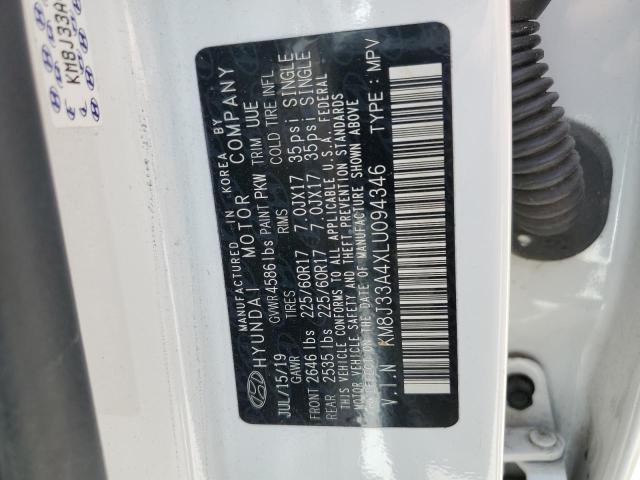 KM8J33A
MANUFACTURED IN KOREA BY
HYUNDAI MOTOR COMPANY
JUL/15/19 GVWR 4586 lbs PAINT PKW TRIM UUE
GAWR TIRES RIMS COLD TIRE INFL.
FRONT 2646 lbs 225/60R17 7.0JX17 35psi SINGLE
REAR 2535 lbs 225/60R17 7.0JX17 35psi SINGLE
THIS VEHICLE CONFORMS TO ALL APPLICABLE U.S.A. FEDERAL
MOTOR VEHICLE SAFETY AND THEFT PREVENTION STANDARDS
IN EFFECT ON THE DATE OF MANUFACTURE SHOWN ABOVE
V.I.N KM8J33A4XLU094346 TYPE : MPV